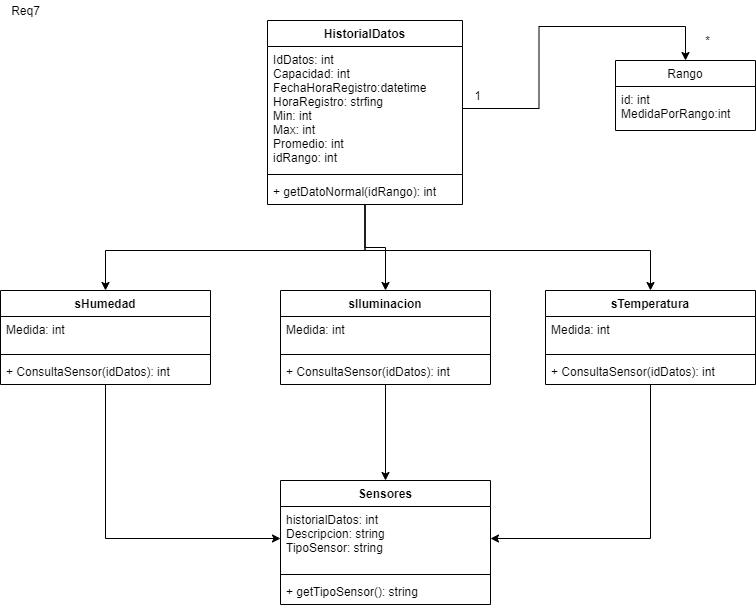 Req7
HistorialDatos
IdDatos: int
Capacidad: int
FechaHoraRegistro:datetime
HoraRegistro: strfing
Min: int
Max: int
Promedio: int
idRango: int
+ getDatoNormal(idRango): int
1
*
Rango
id: int
MedidaPorRango:int
sHumedad
Medida: int
+ ConsultaSensor(idDatos): int
sIluminacion
Medida: int
+ ConsultaSensor(idDatos): int
sTemperatura
Medida: int
+ ConsultaSensor(idDatos): int
Sensores
historialDatos: int
Descripcion: string
TipoSensor: string
+ getTipoSensor(): string